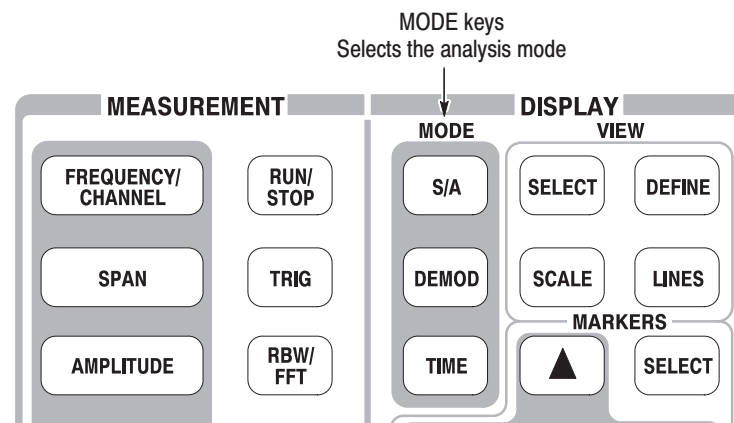 MODE keys
Selects the analysis mode
MEASUREMENT
DISPLAY
MODE
VIEW
FREQUENCY/
CHANNEL
RUN/
STOP
S/A
SELECT
DEFINE
SPAN
TRIG
DEMOD
SCALE
LINES
MARKERS
AMPLITUDE
RBW/
FFT
TIME
SELECT